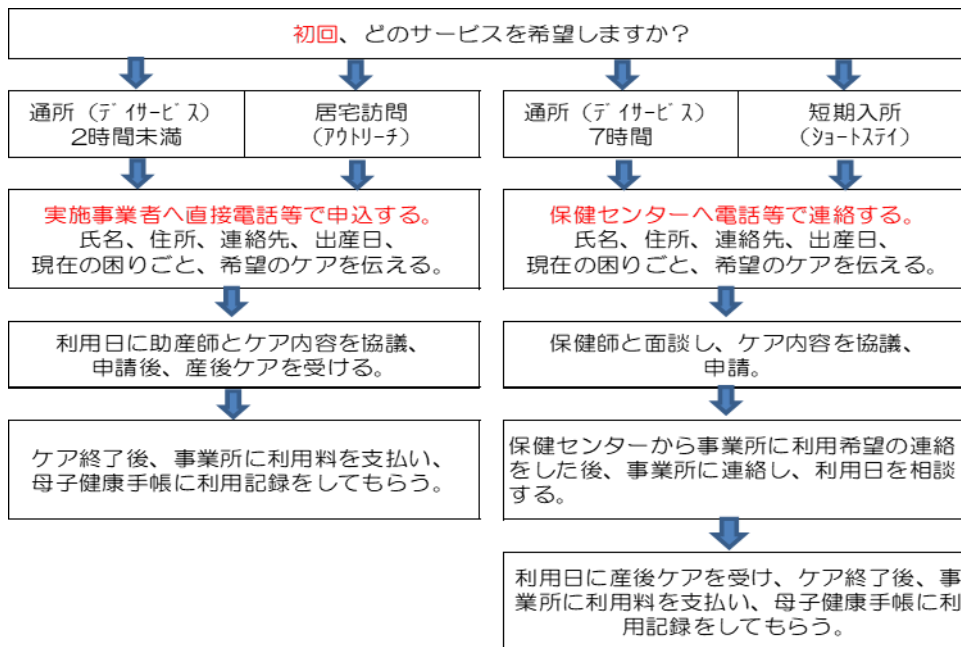 初回、どのサービスを希望しますか？
通所（ﾃﾞｲｻｰﾋﾞｽ）
2時間未満
居宅訪問
（ｱｳﾄﾘｰﾁ）
通所（ﾃﾞｲｻｰﾋﾞｽ）
7時間
短期入所
（ｼｮｰﾄｽﾃｲ）
実施事業者へ直接電話等で申込する。
氏名、住所、連絡先、出産日、
現在の困りごと、希望のケアを伝える。
利用日に助産師とケア内容を協議、
申請後、産後ケアを受ける。
ケア終了後、事業所に利用料を支払い、
母子健康手帳に利用記録をしてもらう。
保健センターへ電話等で連絡する。
氏名、住所、連絡先、出産日、
現在の困りごと、希望のケアを伝える。
保健師と面談し、ケア内容を協議、
申請。
保健センターから事業所に利用希望の連絡
をした後、事業所に連絡し、利用日を相談
する。
利用日に産後ケアを受け、ケア終了後、事
業所に利用料を支払い、母子健康手帳に利
用記録をしてもらう。